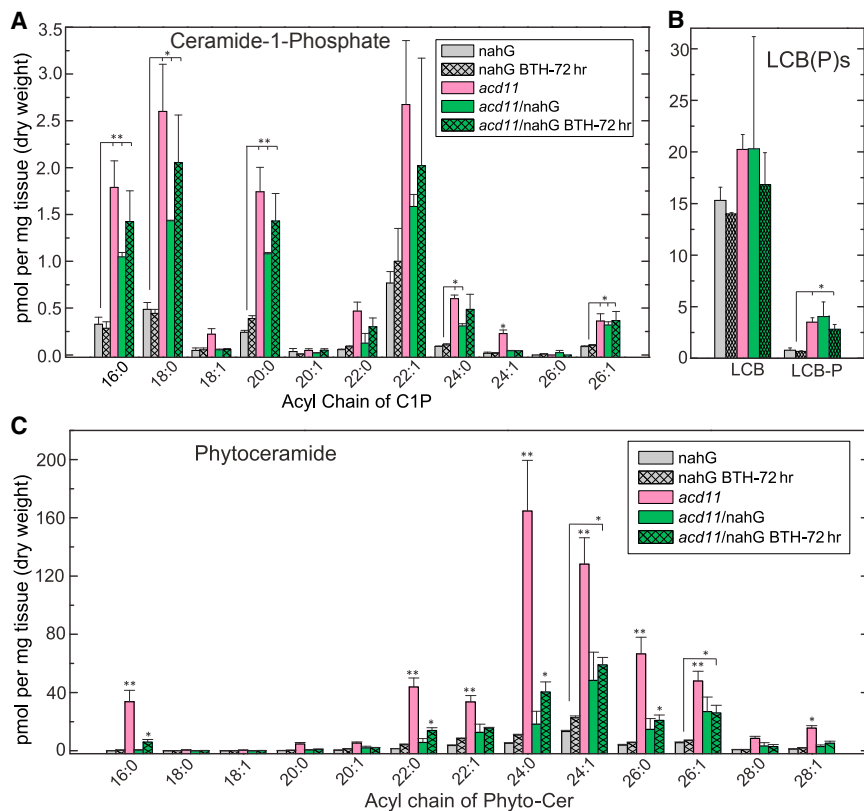 A
Ceramide-1-Phosphate
pmol per mg tissue (dry weight)
3.5
3.0
2.5
2.0
1.5
1.0
0.5
0.0
**
*
**
*
*
*
nahG
nahG BTH-72 hr
acd11
acd11/nahG
acd11/nahG BTH-72 hr
16:0 18:0 18:1 20:0 20:1 22:0 22:1 24:0 24:1 26:0 26:1
Acyl Chain of C1P
B
LCB(P)s
30
25
20
15
10
5
0
*
LCB LCB-P
C
Phytoceramide
pmol per mg tissue (dry weight)
200
160
120
80
40
0
**
*
**
*
**
**
*
**
*
**
*
**
*
*
nahG
nahG BTH-72 hr
acd11
acd11/nahG
acd11/nahG BTH-72 hr
16:0 18:0 18:1 20:0 20:1 22:0 22:1 24:0 24:1 26:0 26:1 28:0 28:1
Acyl chain of Phyto-Cer